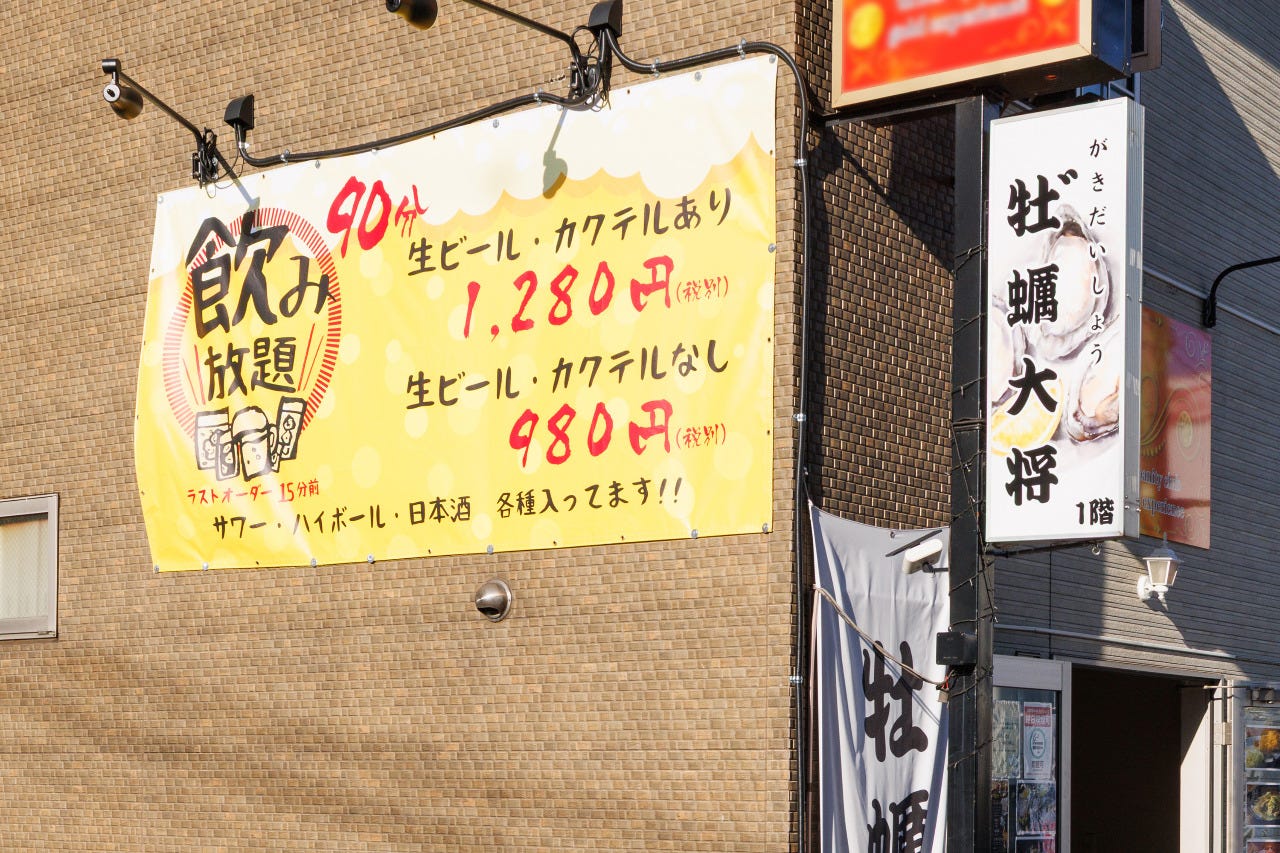 飲み
放題
90分
生ビール・カクテルあり
1,280円(税別)
生ビール・カクテルなし
980円(税別)
ラストオーダー 15分前
サワー・ハイボール・日本酒 各種入ってます!!
がきだいしょう
牡゛蠣大将
1階
牡蠣